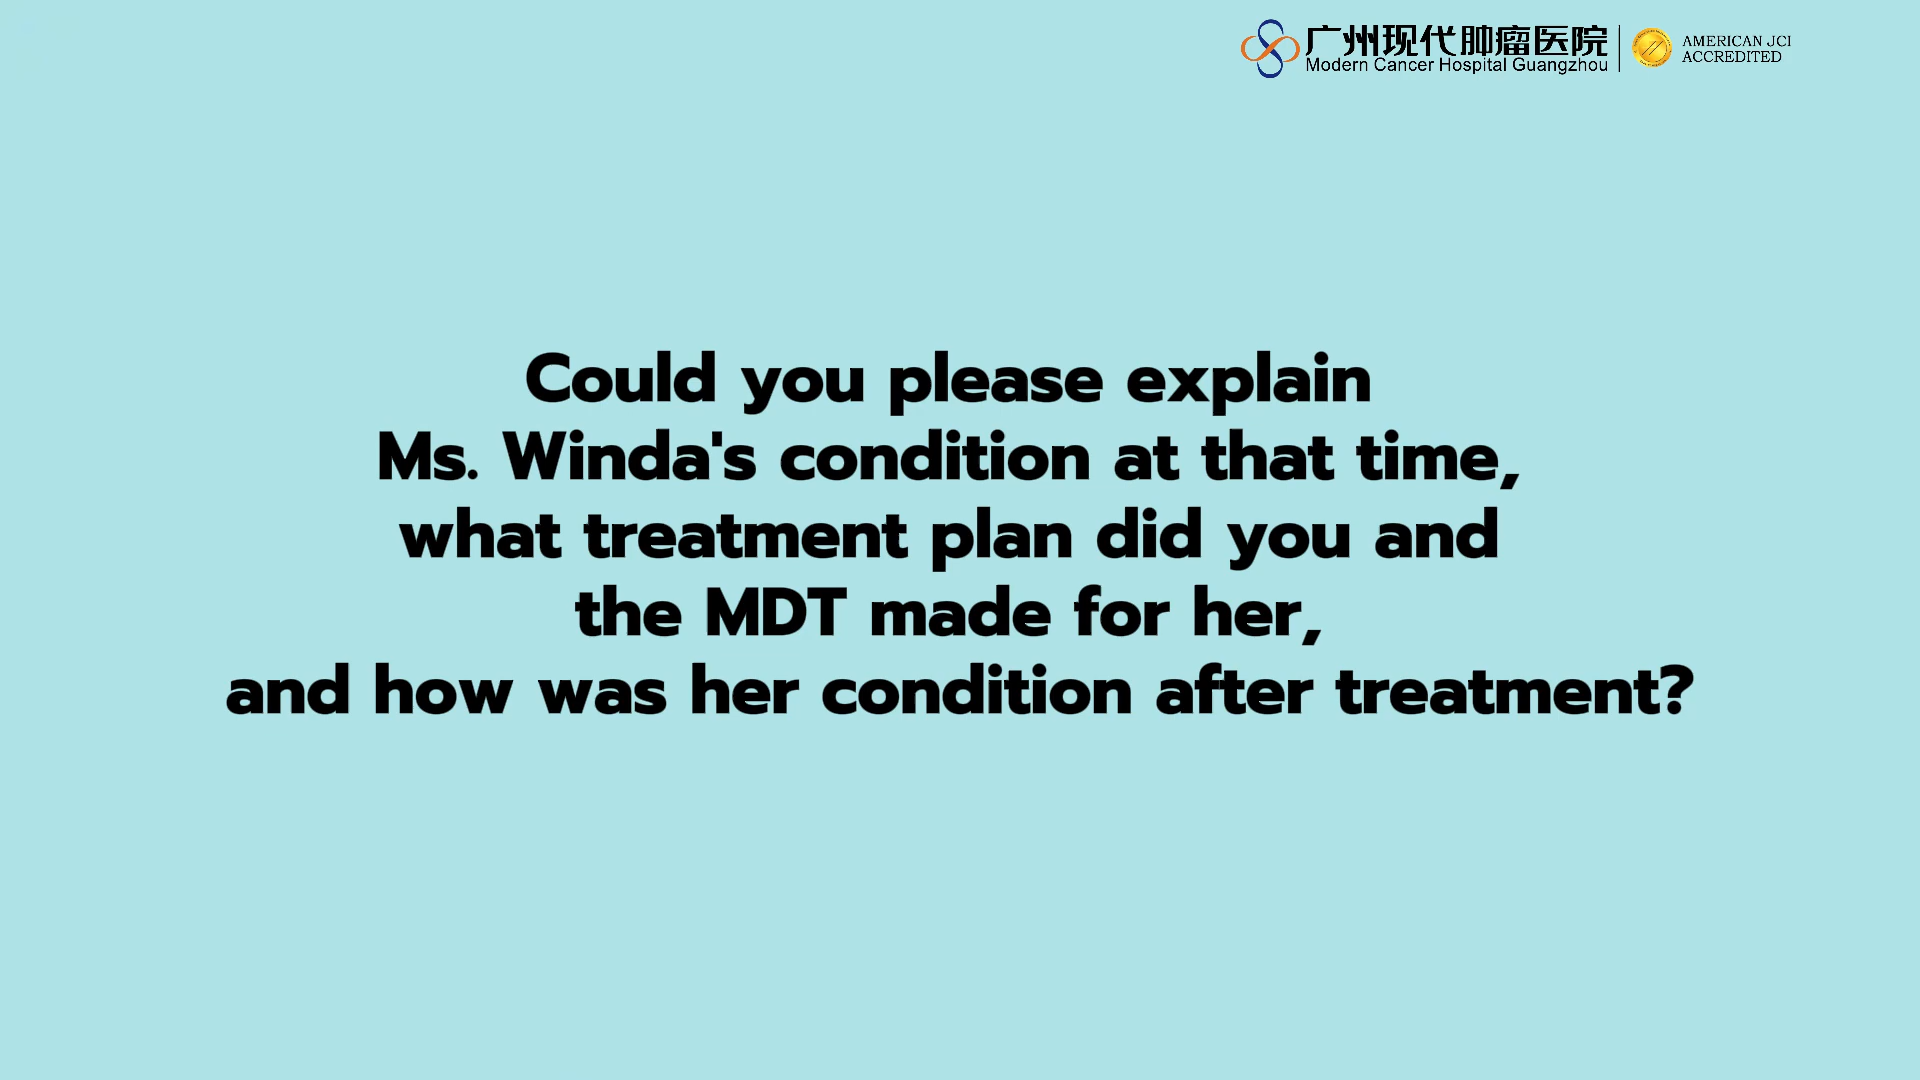 广州现代肿瘤医院
Modern Cancer Hospital Guangzhou
AMERICAN JCI
ACCREDITED
Could you please explain
Ms. Winda's condition at that time,
what treatment plan did you and
the MDT made for her,
and how was her condition after treatment?